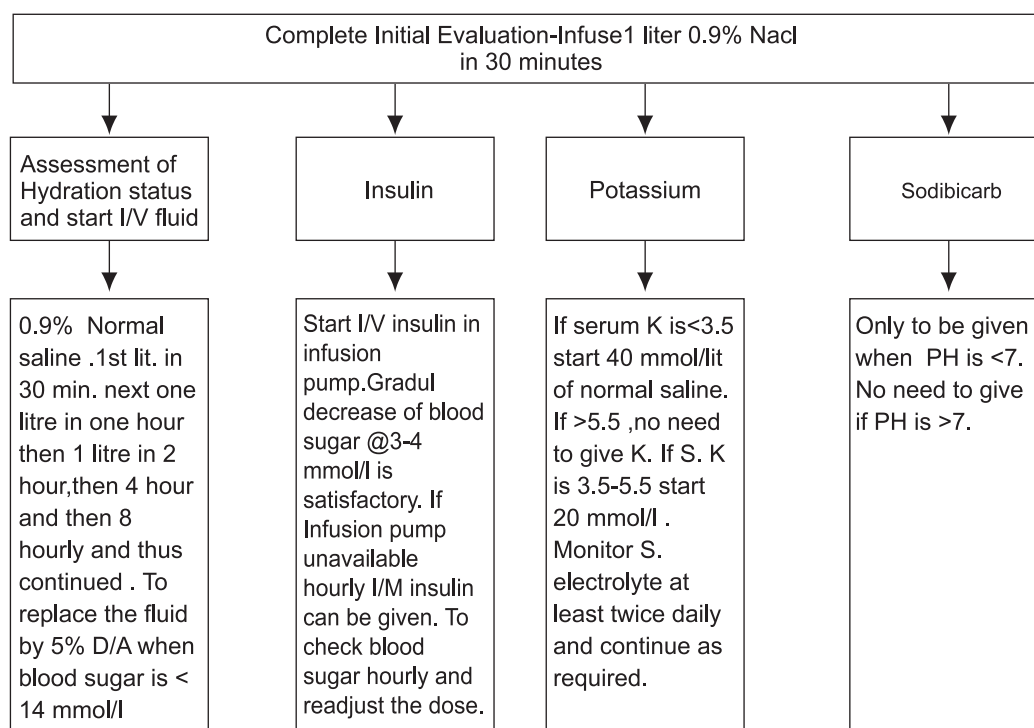 Complete Initial Evaluation-Infuse1 liter 0.9% Nacl
in 30 minutes
Assessment of
Hydration status
and start I/V fluid
Insulin
Potassium
Sodibicarb
0.9% Normal
saline .1st lit. in
30 min. next one
litre in one hour
then 1 litre in 2
hour,then 4 hour
and then 8
hourly and thus
continued . To
replace the fluid
by 5% D/A when
blood sugar is <
14 mmol/l
Start I/V insulin in
infusion
pump.Gradul
decrease of blood
sugar @3-4
mmol/l is
satisfactory. If
Infusion pump
unavailable
hourly I/M insulin
can be given. To
check blood
sugar hourly and
readjust the dose.
If serum K is<3.5
start 40 mmol/lit
of normal saline.
If >5.5 ,no need
to give K. If S. K
is 3.5-5.5 start
20 mmol/l .
Monitor S.
electrolyte at
least twice daily
and continue as
required.
Only to be given
when PH is <7.
No need to give
if PH is >7.